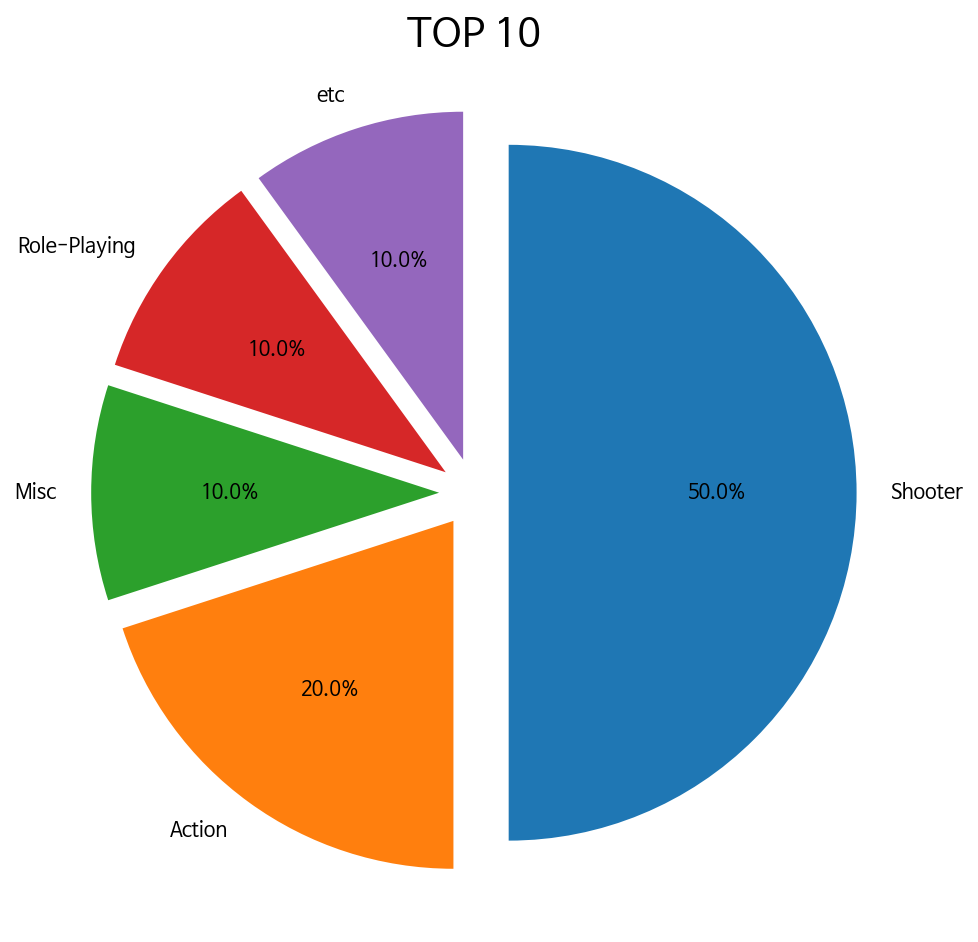 TOP 10
etc
10.0%
Role-Playing
10.0%
Misc
10.0%
50.0%
Shooter
20.0%
Action